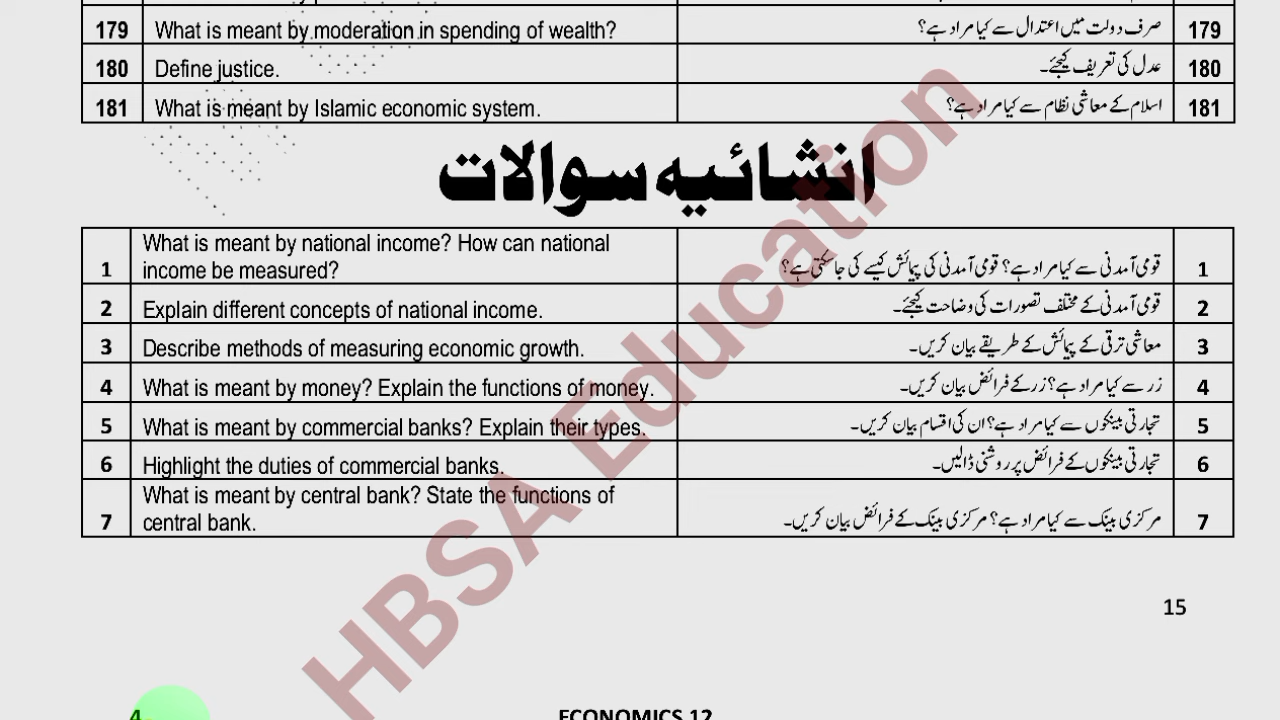 179 What is meant by moderation in spending of wealth? صرف دولت میں اعتدال سے کیا مراد ہے؟ 179
180 Define justice. عدل کی تعریف کیجئے۔ 180
181 What is meant by Islamic economic system. اسلام کے معاشی نظام سے کیا مراد ہے؟ 181
انشائیہ سوالات
What is meant by national income? How can national
1 income be measured? قومی آمدنی سے کیا مراد ہے؟ قومی آمدنی کی پیمائش کیسے کی جا سکتی ہے؟ 1
2 Explain different concepts of national income. قومی آمدنی کے مختلف تصورات کی وضاحت کیجئے۔ 2
3 Describe methods of measuring economic growth. معاشی ترقی کے پیمائش کے طریقے بیان کریں۔ 3
4 What is meant by money? Explain the functions of money. زر سے کیا مراد ہے؟ زر کے فرائض بیان کریں۔ 4
5 What is meant by commercial banks? Explain their types. تجارتی بینکوں سے کیا مراد ہے؟ ان کی اقسام بیان کریں۔ 5
6 Highlight the duties of commercial banks. تجارتی بینکوں کے فرائض پر روشنی ڈالیں۔ 6
What is meant by central bank? State the functions of
7 central bank. مرکزی بینک سے کیا مراد ہے؟ مرکزی بینک کے فرائض بیان کریں۔ 7
HBSA Education
15
4 ECONOMICS 12